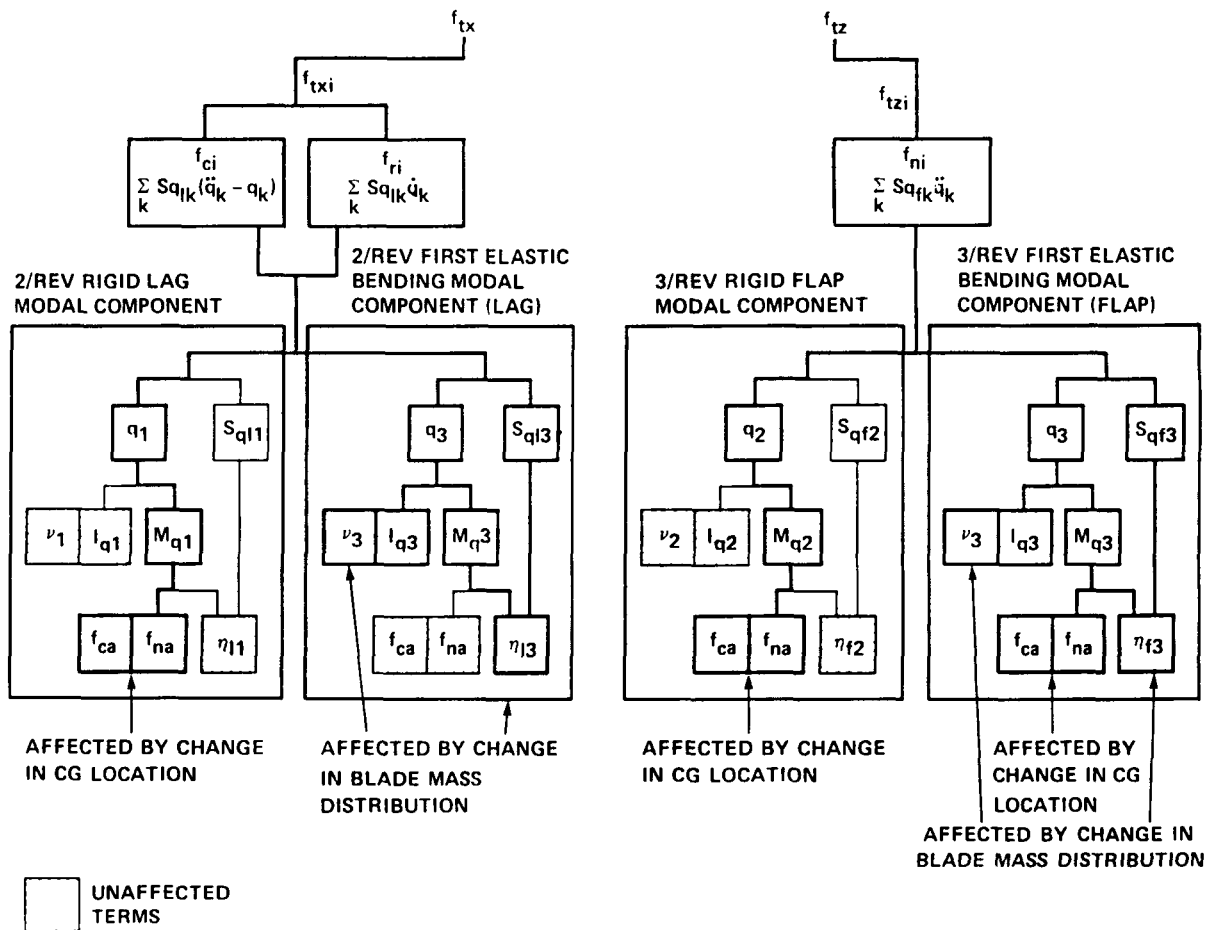 f_tx
f_tz
f_txi
f_tzi
f_ci
Σ_k Sq_lk(q̈_k − q_k)
f_ri
Σ_k Sq_lk q̇_k
f_ni
Σ_k Sq_fk q̈_k
2/REV RIGID LAG
MODAL COMPONENT
2/REV FIRST ELASTIC
BENDING MODAL
COMPONENT (LAG)
3/REV RIGID FLAP
MODAL COMPONENT
3/REV FIRST ELASTIC
BENDING MODAL
COMPONENT (FLAP)
q_1
S_ql1
ν_1
I_q1
M_q1
f_ca
f_na
η_l1
q_3
S_ql3
ν_3
I_q3
M_q3
f_ca
f_na
η_l3
q_2
S_qf2
ν_2
I_q2
M_q2
f_ca
f_na
η_f2
q_3
S_qf3
ν_3
I_q3
M_q3
f_ca
f_na
η_f3
AFFECTED BY CHANGE
IN CG LOCATION
AFFECTED BY CHANGE
IN BLADE MASS
DISTRIBUTION
AFFECTED BY CHANGE
IN CG LOCATION
AFFECTED BY
CHANGE IN CG
LOCATION
AFFECTED BY CHANGE IN
BLADE MASS DISTRIBUTION
UNAFFECTED
TERMS